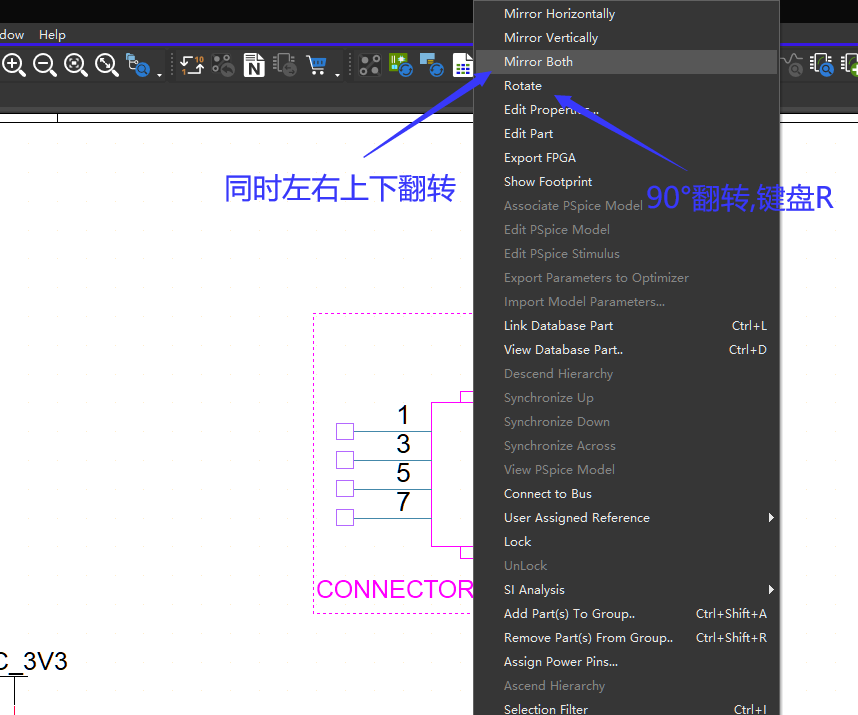 dow Help
Mirror Horizontally
Mirror Vertically
Mirror Both
Rotate
Edit Properties...
Edit Part
Export FPGA
Show Footprint
Associate PSpice Model
Edit PSpice Model
Edit PSpice Stimulus
Export Parameters to Optimizer
Import Model Parameters...
Link Database Part Ctrl+L
View Database Part.. Ctrl+D
Descend Hierarchy
Synchronize Up
Synchronize Down
Synchronize Across
View PSpice Model
Connect to Bus
User Assigned Reference
Lock
UnLock
SI Analysis
Add Part(s) To Group.. Ctrl+Shift+A
Remove Part(s) From Group.. Ctrl+Shift+R
Assign Power Pins...
Ascend Hierarchy
Selection Filter Ctrl+I
同时左右上下翻转
90°翻转,键盘R
1
3
5
7
CONNECTOR
C_3V3